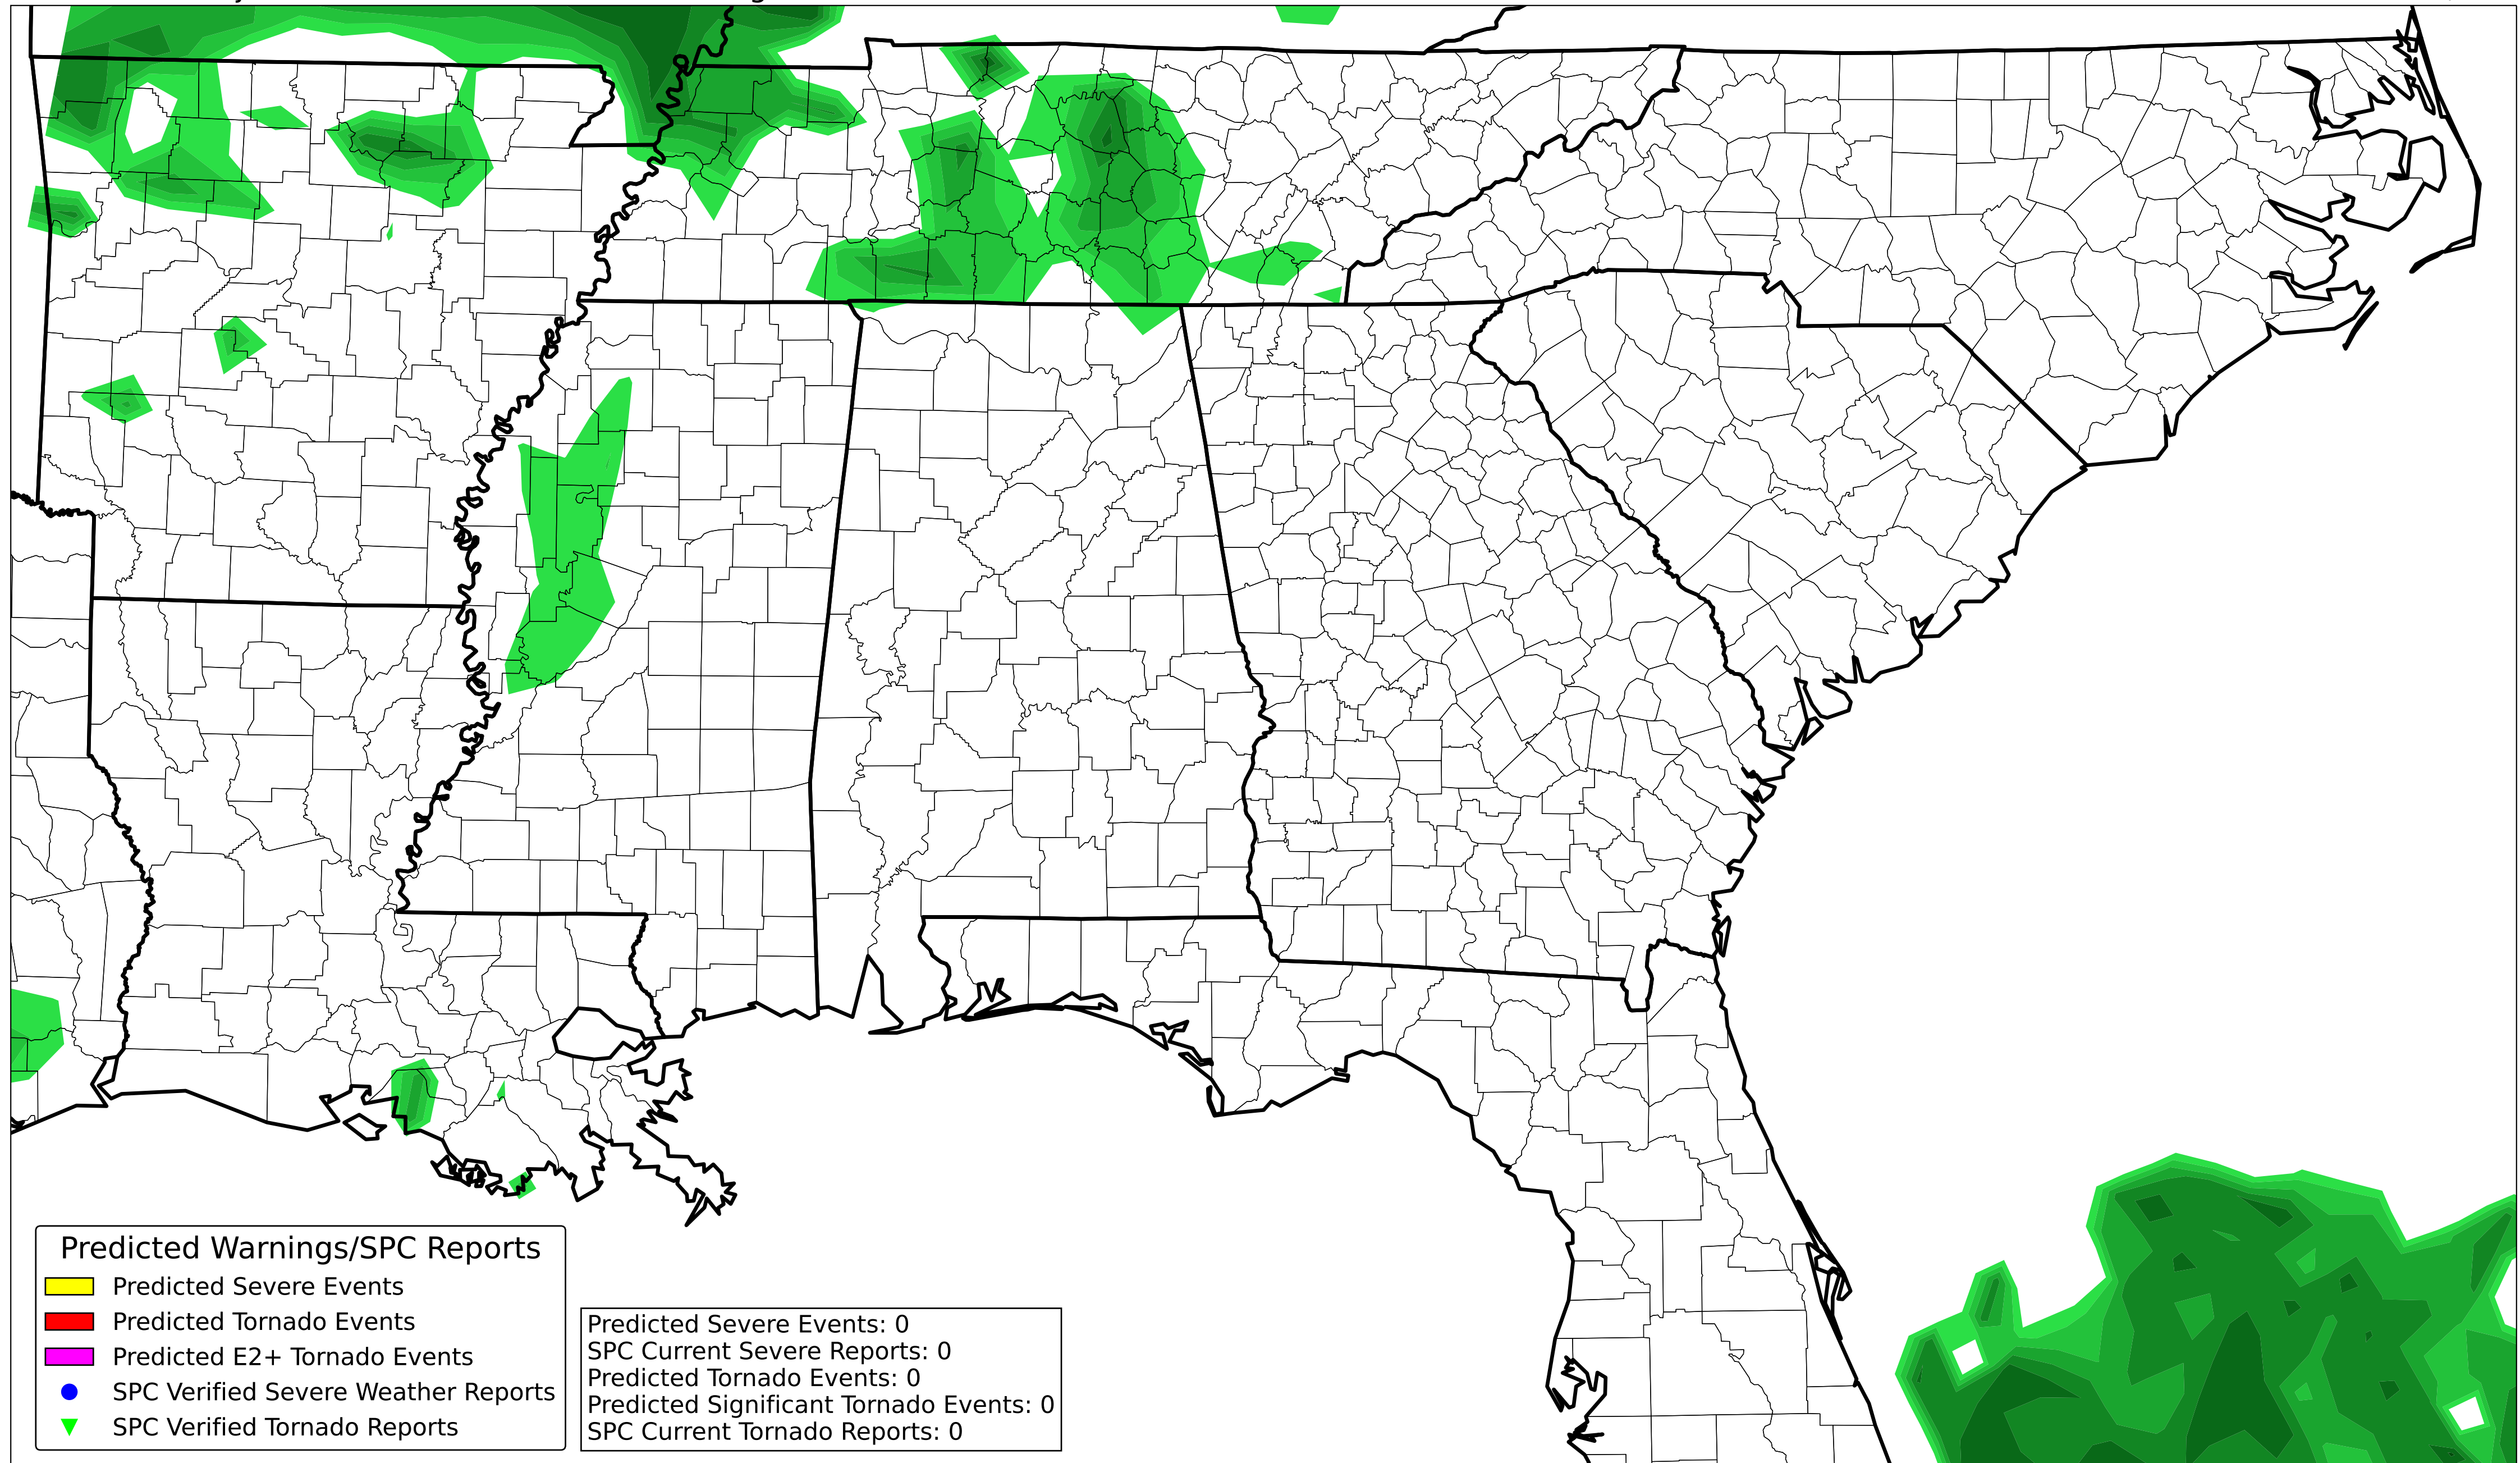 Predicted Warnings/SPC Reports
Predicted Severe Events
Predicted Tornado Events
Predicted E2+ Tornado Events
SPC Verified Severe Weather Reports
SPC Verified Tornado Reports
Predicted Severe Events: 0
SPC Current Severe Reports: 0
Predicted Tornado Events: 0
Predicted Significant Tornado Events: 0
SPC Current Tornado Reports: 0